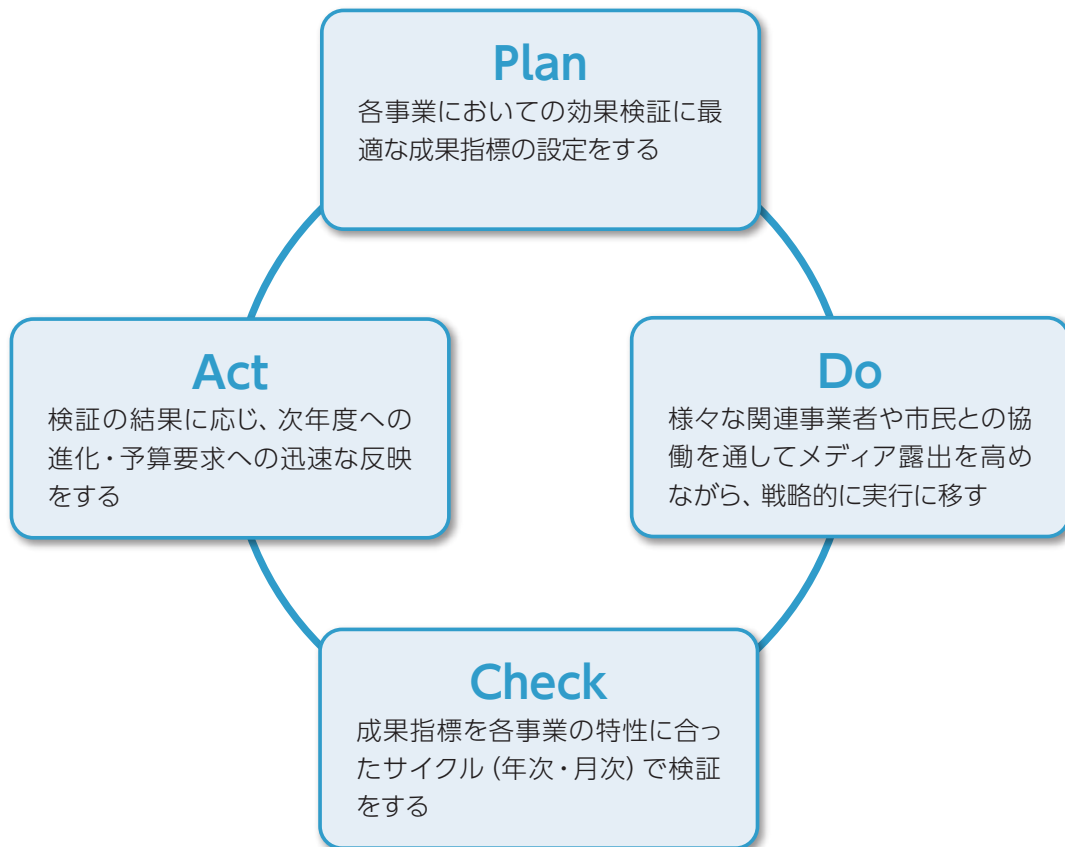 Plan
各事業においての効果検証に最
適な成果指標の設定をする
Act
検証の結果に応じ、次年度への
進化・予算要求への迅速な反映
をする
Do
様々な関連事業者や市民との協
働を通してメディア露出を高め
ながら、戦略的に実行に移す
Check
成果指標を各事業の特性に合っ
たサイクル（年次・月次）で検証
をする